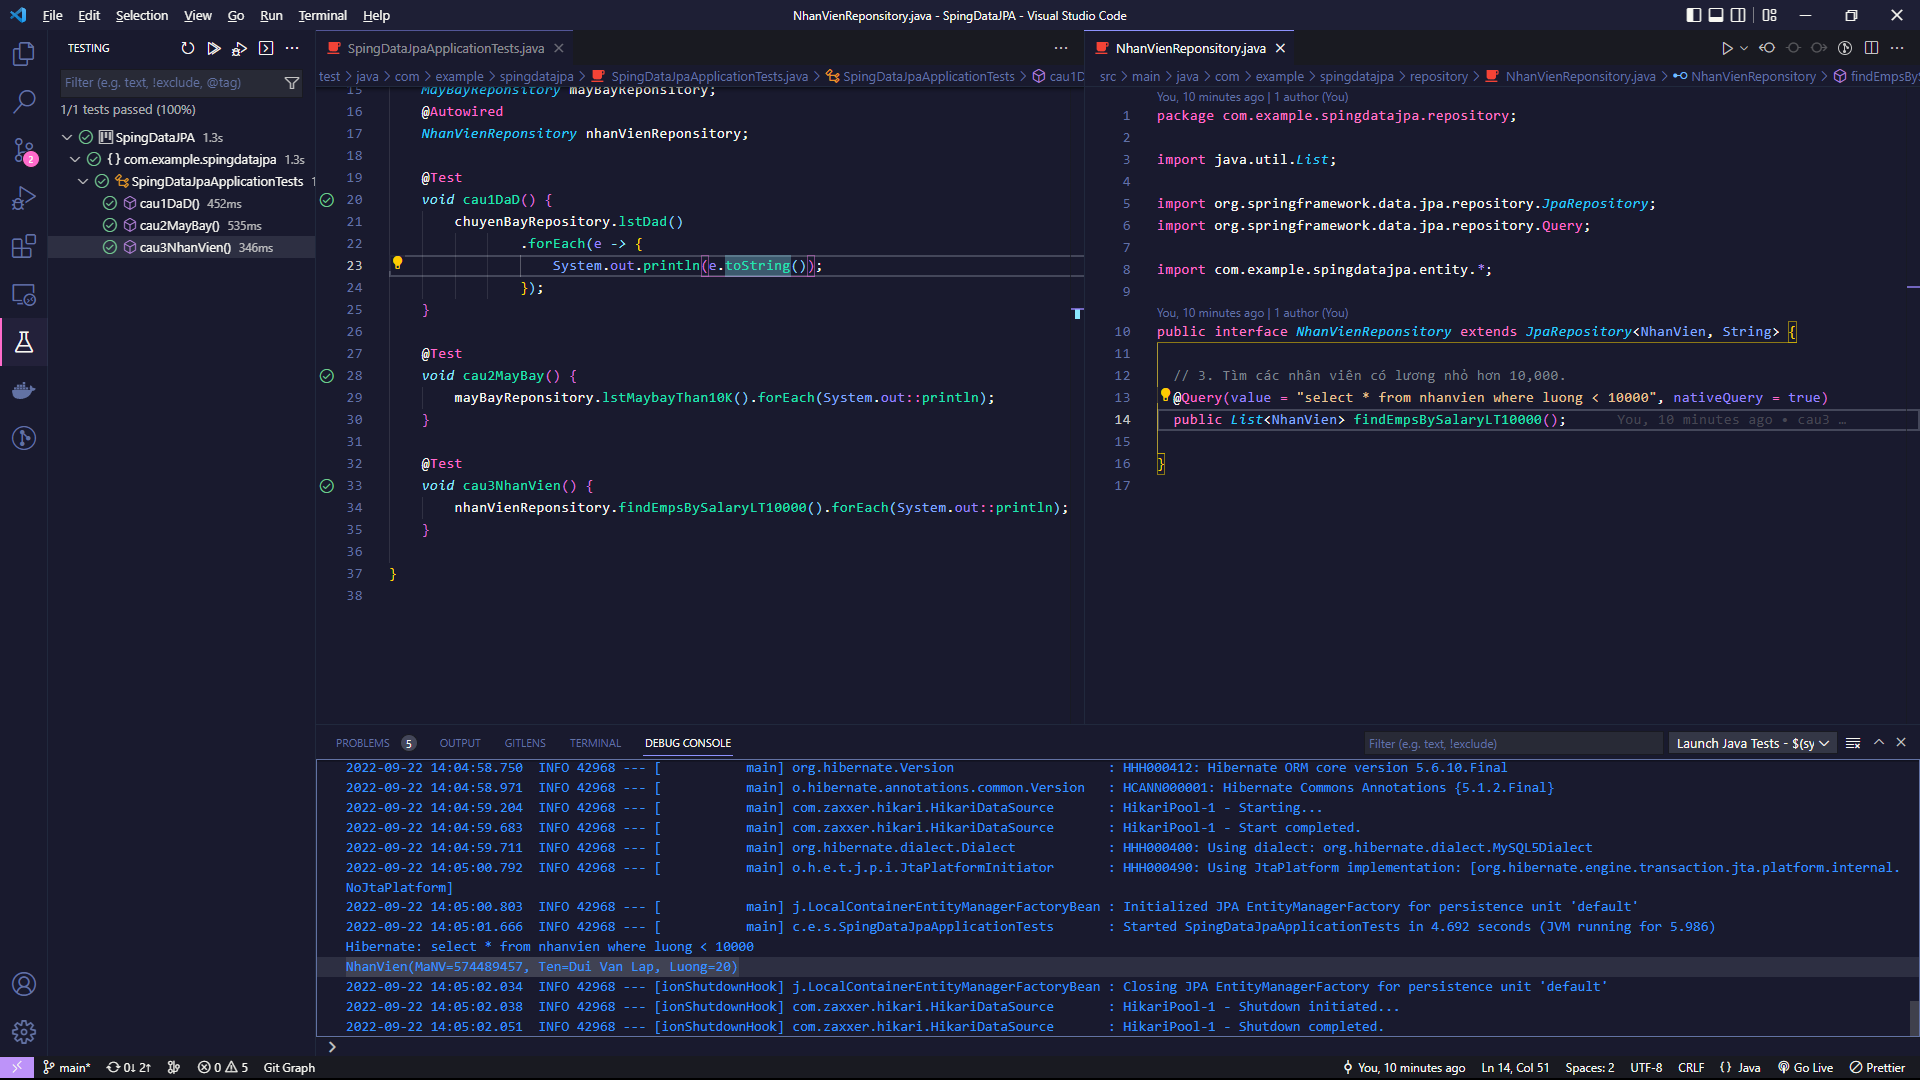 File Edit Selection View Go Run Terminal Help
NhanVienReponsitory.java - SpingDataJPA - Visual Studio Code
TESTING
Filter (e.g. text, !exclude, @tag)
1/1 tests passed (100%)
SpingDataJPA 1.3s
{} com.example.spingdatajpa 1.3s
SpingDataJpaApplicationTests 1
cau1DaD() 452ms
cau2MayBay() 535ms
cau3NhanVien() 346ms
2
SpingDataJpaApplicationTests.java
test > java > com > example > spingdatajpa > SpingDataJpaApplicationTests.java > SpingDataJpaApplicationTests > cau1D
15 MayBayReponsitory mayBayReponsitory;
16 @Autowired
17 NhanVienReponsitory nhanVienReponsitory;
18
19 @Test
20 void cau1DaD() {
21 chuyenBayRepository.lstDad()
22 .forEach(e -> {
23 System.out.println(e.toString());
24 });
25 }
26
27 @Test
28 void cau2MayBay() {
29 mayBayReponsitory.lstMaybayThan10K().forEach(System.out::println);
30 }
31
32 @Test
33 void cau3NhanVien() {
34 nhanVienReponsitory.findEmpsBySalaryLT10000().forEach(System.out::println);
35 }
36
37 }
38
NhanVienReponsitory.java
src > main > java > com > example > spingdatajpa > repository > NhanVienReponsitory.java > NhanVienReponsitory > findEmpsBy
You, 10 minutes ago | 1 author (You)
1 package com.example.spingdatajpa.repository;
2
3 import java.util.List;
4
5 import org.springframework.data.jpa.repository.JpaRepository;
6 import org.springframework.data.jpa.repository.Query;
7
8 import com.example.spingdatajpa.entity.*;
9
You, 10 minutes ago | 1 author (You)
10 public interface NhanVienReponsitory extends JpaRepository<NhanVien, String> {
11
12 // 3. Tìm các nhân viên có lương nhỏ hơn 10,000.
13 @Query(value = "select * from nhanvien where luong < 10000", nativeQuery = true)
14 public List<NhanVien> findEmpsBySalaryLT10000(); You, 10 minutes ago • cau3 …
15
16 }
17
PROBLEMS 5 OUTPUT GITLENS TERMINAL DEBUG CONSOLE
Filter (e.g. text, !exclude)
Launch Java Tests - $(sy
2022-09-22 14:04:58.750 INFO 42968 --- [ main] org.hibernate.Version : HHH000412: Hibernate ORM core version 5.6.10.Final
2022-09-22 14:04:58.971 INFO 42968 --- [ main] o.hibernate.annotations.common.Version : HCANN000001: Hibernate Commons Annotations {5.1.2.Final}
2022-09-22 14:04:59.204 INFO 42968 --- [ main] com.zaxxer.hikari.HikariDataSource : HikariPool-1 - Starting...
2022-09-22 14:04:59.683 INFO 42968 --- [ main] com.zaxxer.hikari.HikariDataSource : HikariPool-1 - Start completed.
2022-09-22 14:04:59.711 INFO 42968 --- [ main] org.hibernate.dialect.Dialect : HHH000400: Using dialect: org.hibernate.dialect.MySQL5Dialect
2022-09-22 14:05:00.792 INFO 42968 --- [ main] o.h.e.t.j.p.i.JtaPlatformInitiator : HHH000490: Using JtaPlatform implementation: [org.hibernate.engine.transaction.jta.platform.internal.
NoJtaPlatform]
2022-09-22 14:05:00.803 INFO 42968 --- [ main] j.LocalContainerEntityManagerFactoryBean : Initialized JPA EntityManagerFactory for persistence unit 'default'
2022-09-22 14:05:01.666 INFO 42968 --- [ main] c.e.s.SpingDataJpaApplicationTests : Started SpingDataJpaApplicationTests in 4.692 seconds (JVM running for 5.986)
Hibernate: select * from nhanvien where luong < 10000
NhanVien(MaNV=574489457, Ten=Dui Van Lap, Luong=20)
2022-09-22 14:05:02.034 INFO 42968 --- [ionShutdownHook] j.LocalContainerEntityManagerFactoryBean : Closing JPA EntityManagerFactory for persistence unit 'default'
2022-09-22 14:05:02.038 INFO 42968 --- [ionShutdownHook] com.zaxxer.hikari.HikariDataSource : HikariPool-1 - Shutdown initiated...
2022-09-22 14:05:02.051 INFO 42968 --- [ionShutdownHook] com.zaxxer.hikari.HikariDataSource : HikariPool-1 - Shutdown completed.
>
main* 0↓ 2↑ 0 5 Git Graph
You, 10 minutes ago Ln 14, Col 51 Spaces: 2 UTF-8 CRLF {} Java Go Live Prettier